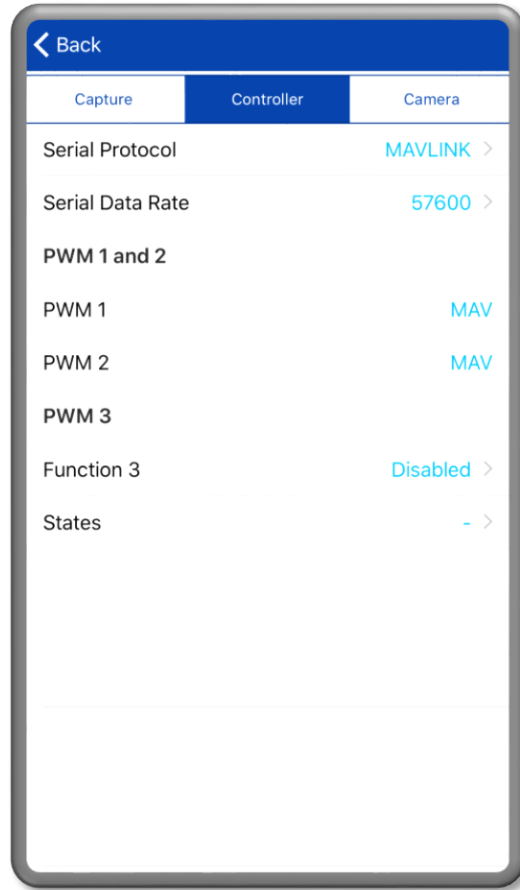 Back
Capture Controller Camera
Serial Protocol MAVLINK
Serial Data Rate 57600
PWM 1 and 2
PWM 1 MAV
PWM 2 MAV
PWM 3
Function 3 Disabled
States -